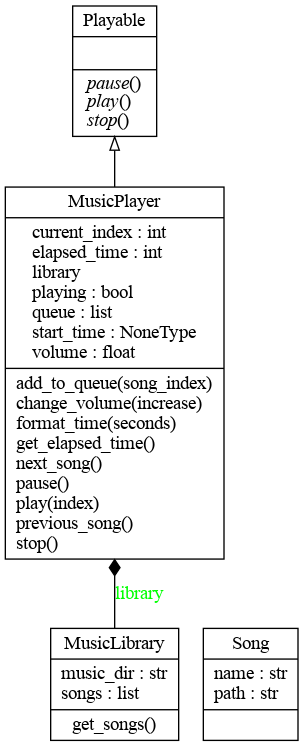 Playable
pause()
play()
stop()
MusicPlayer
current_index : int
elapsed_time : int
library
playing : bool
queue : list
start_time : NoneType
volume : float
add_to_queue(song_index)
change_volume(increase)
format_time(seconds)
get_elapsed_time()
next_song()
pause()
play(index)
previous_song()
stop()
library
MusicLibrary
music_dir : str
songs : list
get_songs()
Song
name : str
path : str